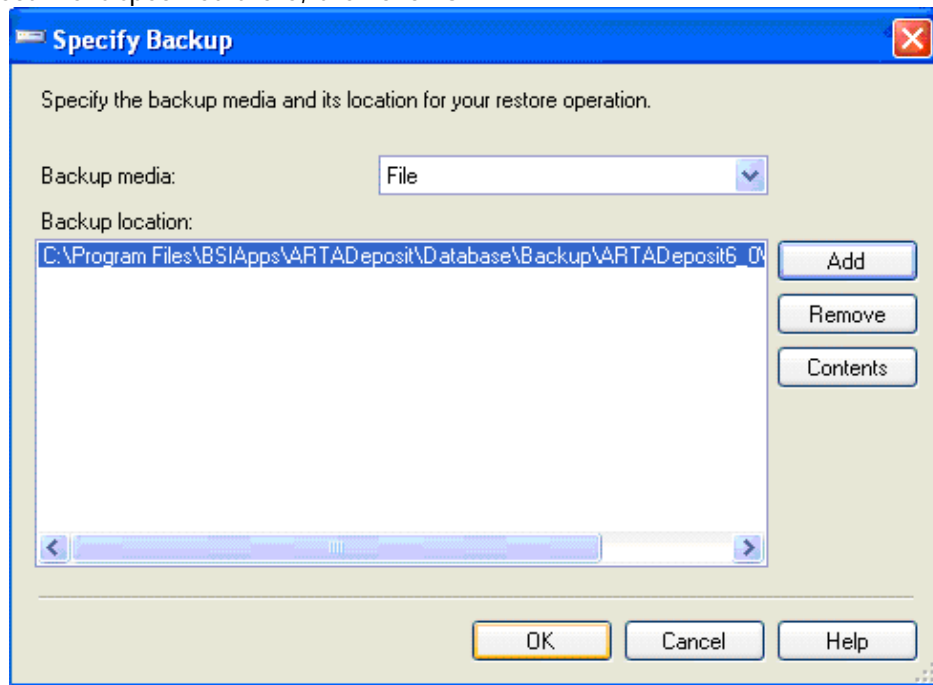 Specify Backup
Specify the backup media and its location for your restore operation.
Backup media:
File
Backup location:
C:\Program Files\BSIApps\ARTADeposit\Database\Backup\ARTADeposit6_0\
Add
Remove
Contents
OK
Cancel
Help